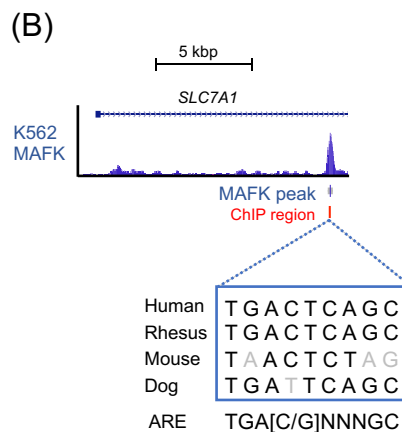 (B)
5 kbp
SLC7A1
K562
MAFK
MAFK peak
ChIP region
Human TGACTCAGC
Rhesus TGACTCAGC
Mouse TAACTCTAG
Dog TGATTCAGC
ARE TGA[C/G]NNNGC